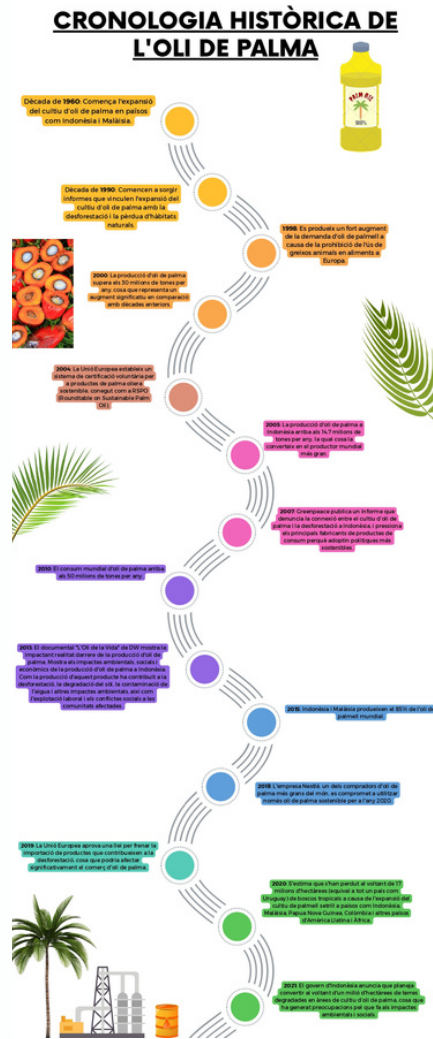 CRONOLOGIA HISTÒRICA DE
L'OLI DE PALMA
PALM OIL
100%
Dècada de 1960: Comença l'expansió
del cultiu d'oli de palma en països
com Indonèsia i Malàisia.
Dècada de 1990: Comencen a sorgir
informes que vinculen l'expansió del
cultiu d'oli de palma amb la
desforestació i la pèrdua d'hàbitats
naturals.
1998: Es produeix un fort augment
de la demanda d'oli de palmell a
causa de la prohibició de l'ús de
greixos animals en aliments a
Europa.
2000: La producció d'oli de palma
supera els 30 milions de tones per
any, cosa que representa un
augment significatiu en comparació
amb dècades anteriors.
2004: La Unió Europea estableix un
sistema de certificació voluntària per
a productes de palma oliera
sostenible, conegut com a RSPO
(Roundtable on Sustainable Palm
Oil).
2005: La producció d'oli de palma a
Indonèsia arriba als 14.7 milions de
tones per any, la qual cosa la
converteix en el productor mundial
més gran.
2007: Greenpeace publica un informe que
denuncia la connexió entre el cultiu d'oli de
palma i la desforestació a Indonèsia, i pressiona
els principals fabricants de productes de
consum perquè adoptin polítiques més
sostenibles.
2010: El consum mundial d'oli de palma arriba
als 50 milions de tones per any.
2013: El documental "L'Oli de la Vida" de DW mostra la
impactant realitat darrere de la producció d'oli de
palma. Mostra els impactes ambientals, socials i
econòmics de la producció d'oli de palma a Indonèsia.
Com la producció d'aquest producte ha contribuït a la
desforestació, la degradació del sòl, la contaminació de
l'aigua i altres impactes ambientals, així com
l'explotació laboral i els conflictes socials a les
comunitats afectades.
2015: Indonèsia i Malàisia produeixen el 85% de l'oli de
palmell mundial.
2018: L'empresa Nestlé, un dels compradors d'oli de
palma més grans del món, es compromet a utilitzar
només oli de palma sostenible per a l'any 2020.
2019: La Unió Europea aprova una llei per frenar la
importació de productes que contribueixen a la
desforestació, cosa que podria afectar
significativament el comerç d'oli de palma.
2020: S'estima que s'han perdut al voltant de 17
milions d'hectàrees (equival a tot un país com
Uruguay) de boscos tropicals a causa de l'expansió del
cultiu de palmell setrill a països com Indonèsia,
Malàisia, Papua Nova Guinea, Colòmbia i altres països
d'Amèrica Llatina i Àfrica.
2021: El govern d'Indonèsia anuncia que planeja
convertir al voltant d'un milió d'hectàrees de terres
degradades en àrees de cultiu d'oli de palma, cosa que
ha generat preocupacions pel que fa als impactes
ambientals i socials.